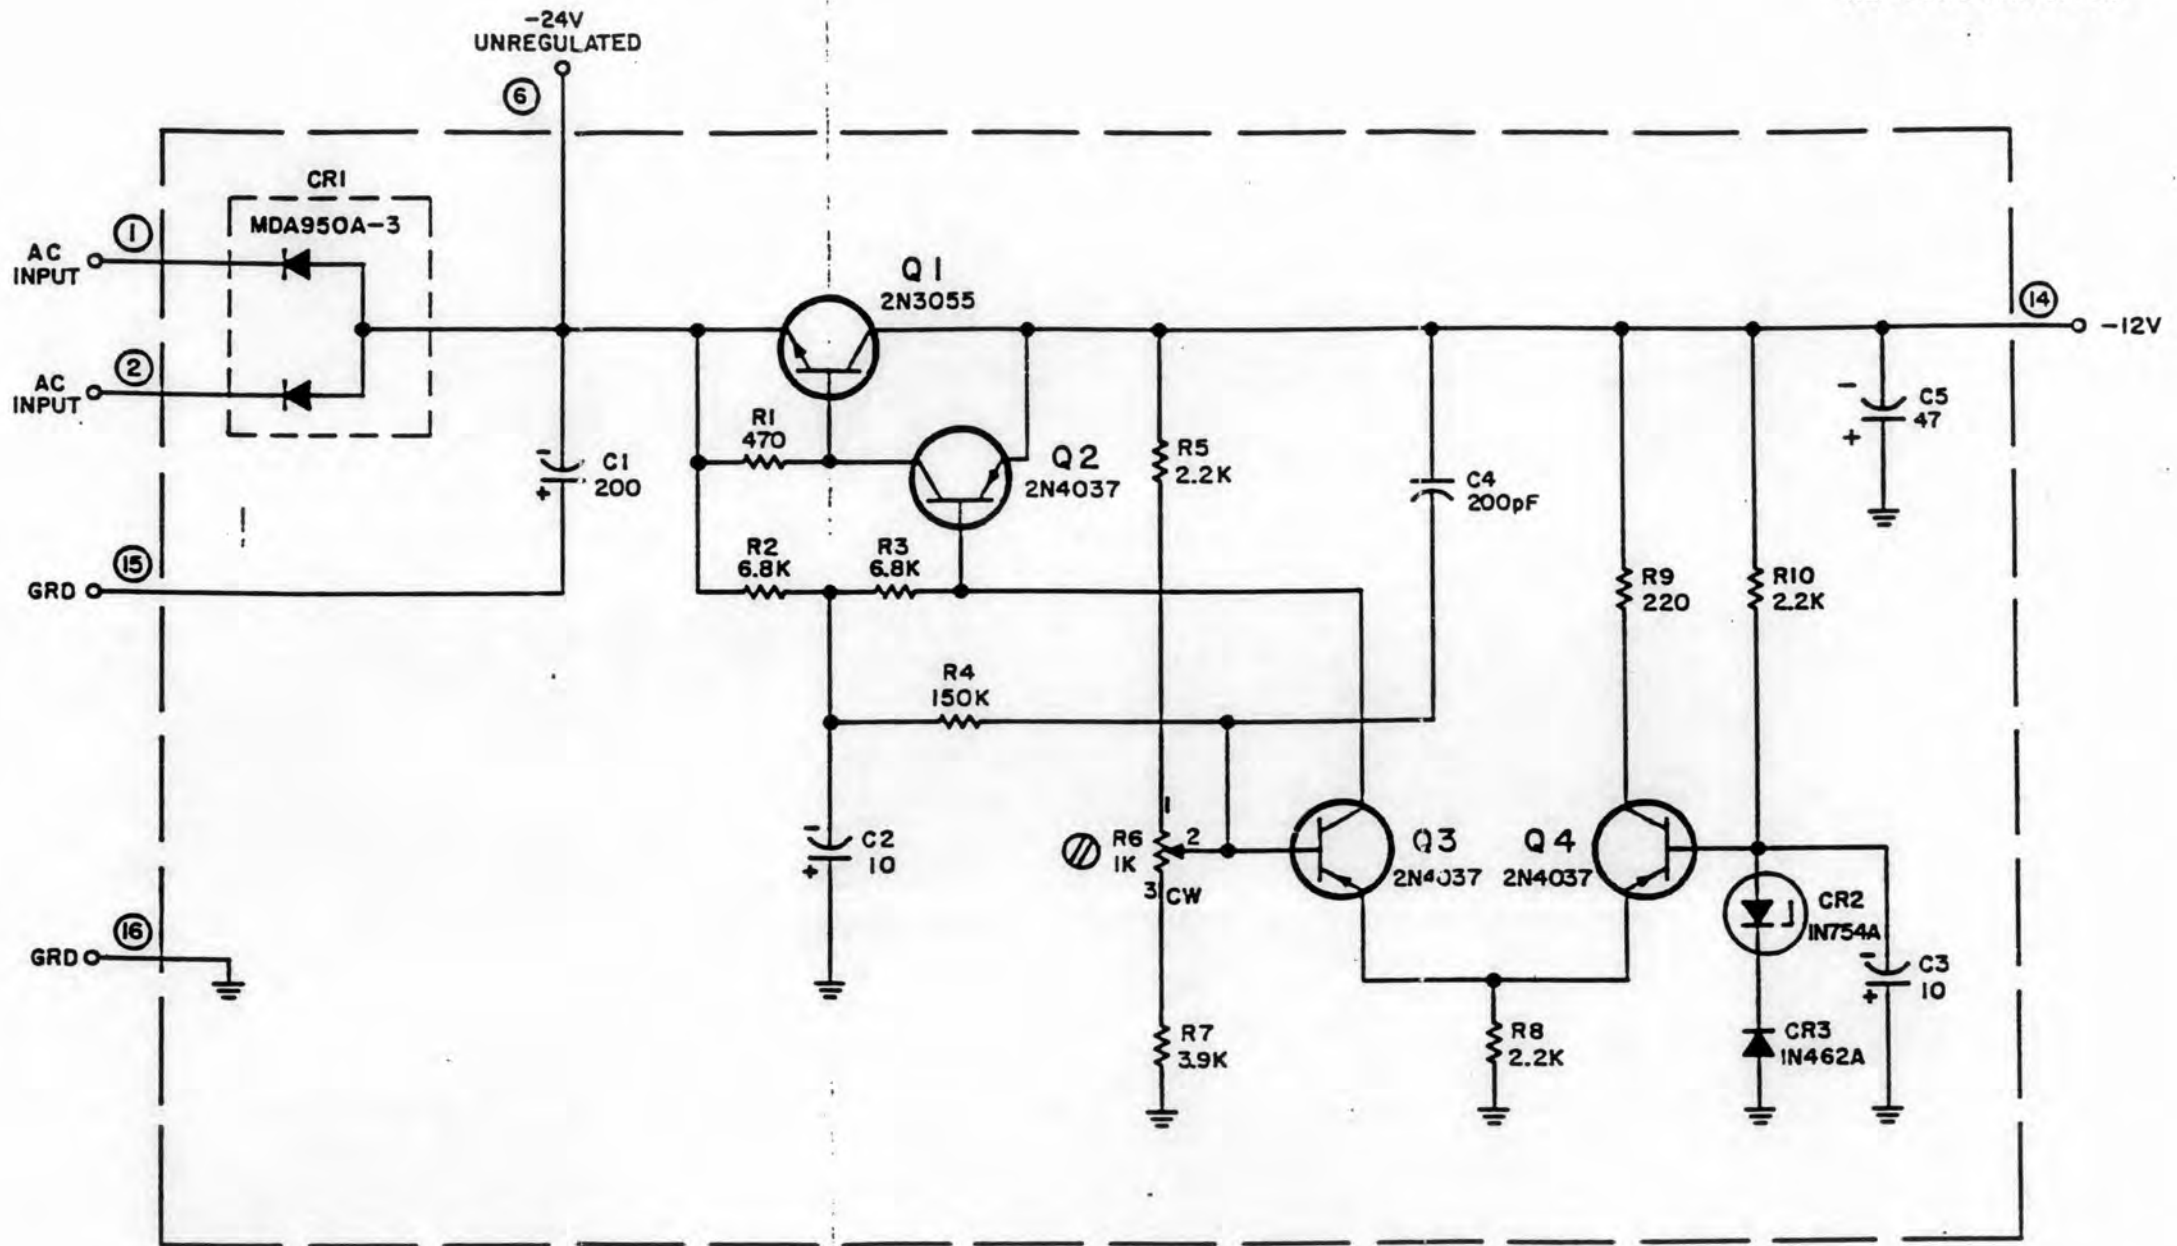 -24V
UNREGULATED
6
CR1
MDA950A-3
1
AC
INPUT
2
AC
INPUT
Q1
2N3055
14
-12V
R1
470
Q2
2N4037
C1
200
-
+
R5
2.2K
C4
200pF
-
C5
47
+
15
GRD
R2
6.8K
R3
6.8K
R9
220
R10
2.2K
R4
150K
1
R6
1K
2
3
CW
Q3
2N4037
Q4
2N4037
-
C2
10
+
CR2
1N754A
-
C3
10
+
16
GRD
R7
3.9K
R8
2.2K
CR3
1N462A